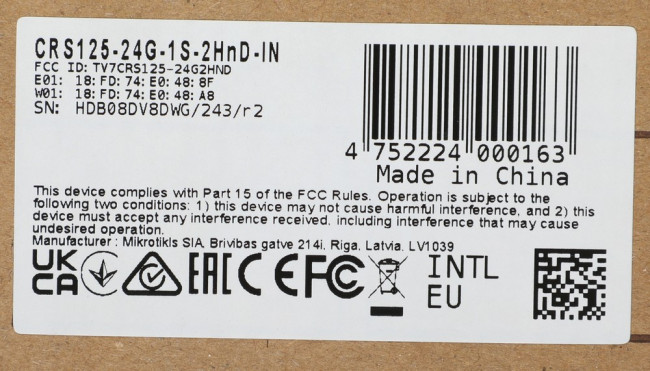 CRS125-24G-1S-2HnD-IN
FCC ID: TV7CRS125-24G2HND
E01: 18:FD:74:E0:48:8F
W01: 18:FD:74:E0:48:A8
SN: HDB08DV8DWG/243/r2
4 752224 000163
Made in China
This device complies with Part 15 of the FCC Rules. Operation is subject to the
following two conditions: 1) this device may not cause harmful interference, and 2) this
device must accept any interference received, including interference that may cause
undesired operation.
Manufacturer: Mikrotikls SIA, Brivibas gatve 214i, Riga, Latvia, LV1039
UK
CA
EAC CE FC
INTL
EU